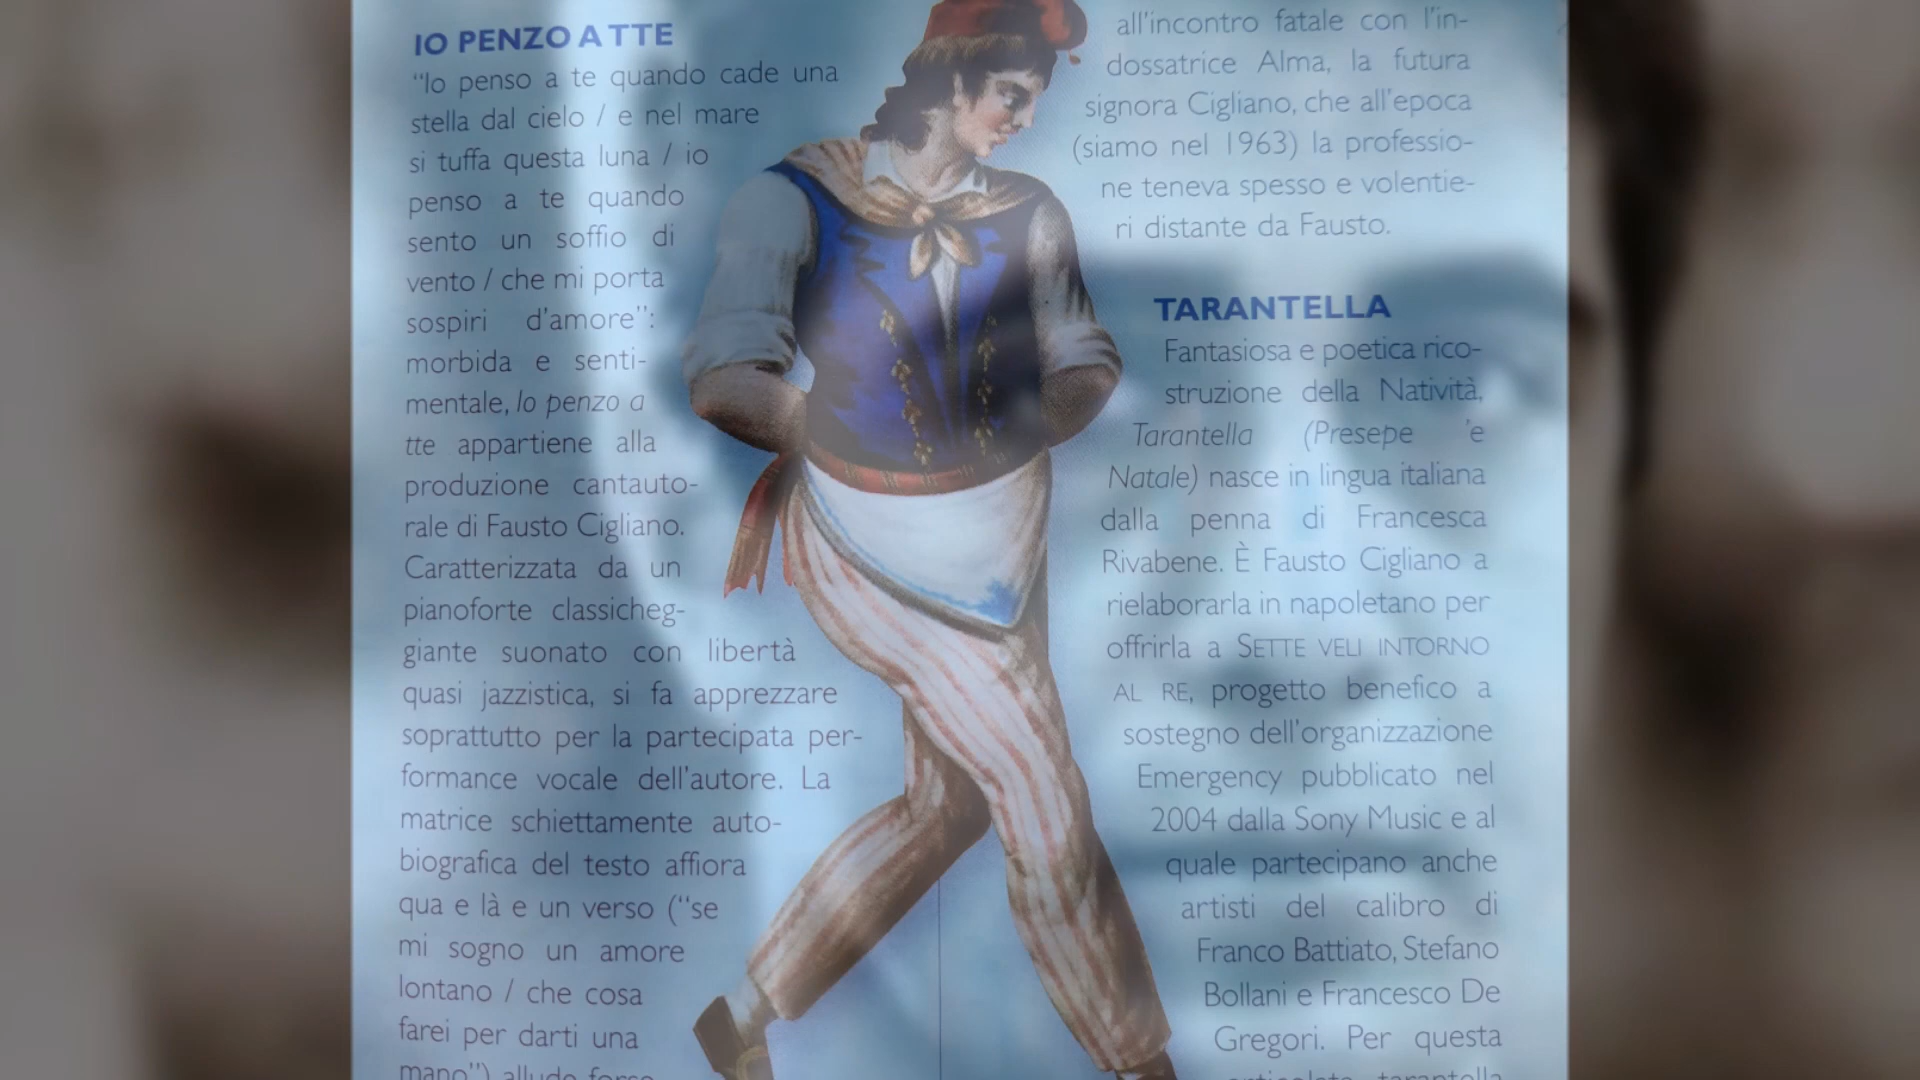 IO PENZO A TTE
“Io penso a te quando cade una
stella dal cielo / e nel mare
si tuffa questa luna / io
penso a te quando
sento un soffio di
vento / che mi porta
sospiri d’amore”:
morbida e senti-
mentale, Io penzo a
tte appartiene alla
produzione cantauto-
rale di Fausto Cigliano.
Caratterizzata da un
pianoforte classicheg-
giante suonato con libertà
quasi jazzistica, si fa apprezzare
soprattutto per la partecipata per-
formance vocale dell’autore. La
matrice schiettamente auto-
biografica del testo affiora
qua e là e un verso (“se
mi sogno un amore
lontano / che cosa
farei per darti una
mano”) allude forse
all’incontro fatale con l’in-
dossatrice Alma, la futura
signora Cigliano, che all’epoca
(siamo nel 1963) la professio-
ne teneva spesso e volentie-
ri distante da Fausto.
TARANTELLA
Fantasiosa e poetica rico-
struzione della Natività,
Tarantella (Presepe ’e
Natale) nasce in lingua italiana
dalla penna di Francesca
Rivabene. È Fausto Cigliano a
rielaborarla in napoletano per
offrirla a SETTE VELI INTORNO
AL RE, progetto benefico a
sostegno dell’organizzazione
Emergency pubblicato nel
2004 dalla Sony Music e al
quale partecipano anche
artisti del calibro di
Franco Battiato, Stefano
Bollani e Francesco De
Gregori. Per questa
tarantella